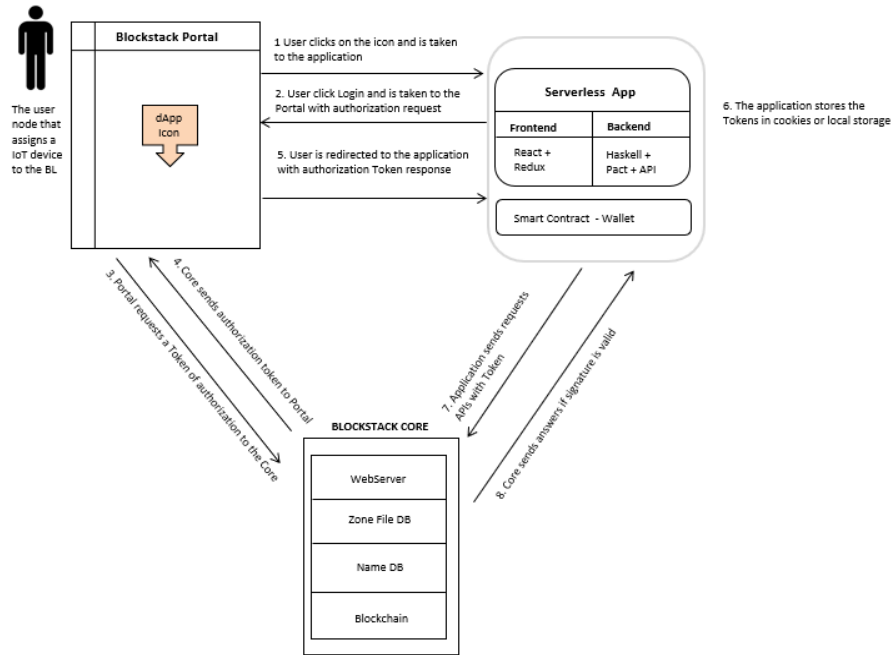 Blockstack Portal
dApp
Icon
The user
node that
assigns a
IoT device
to the BL
1 User clicks on the icon and is taken
to the application
2. User click Login and is taken to the
Portal with authorization request
5. User is redirected to the application
with authorization Token response
Serverless App
Frontend
Backend
React +
Redux
Haskell +
Pact + API
Smart Contract - Wallet
6. The application stores the
Tokens in cookies or local storage
3. Portal requests a Token of authorization to the Core
4. Core sends authorization token to Portal
7. Application sends requests
APIs with Token
8. Core sends answers if signature is valid
BLOCKSTACK CORE
WebServer
Zone File DB
Name DB
Blockchain